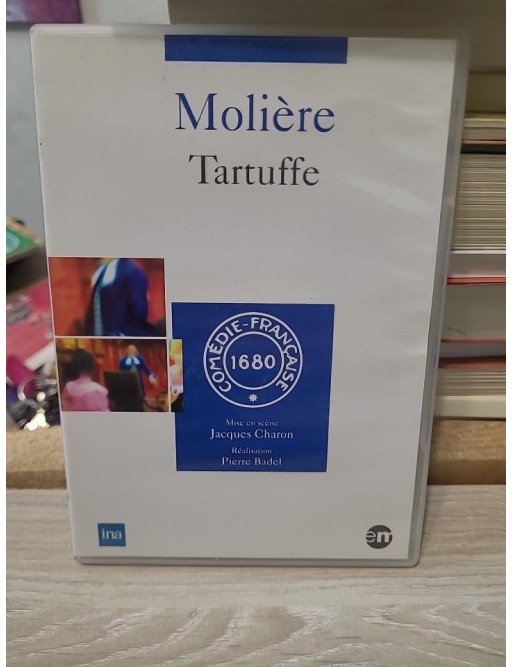 Molière
Tartuffe
COMÉDIE-FRANÇAISE
1680
Mise en scène
Jacques Charon
Réalisation
Pierre Badel
ina
em